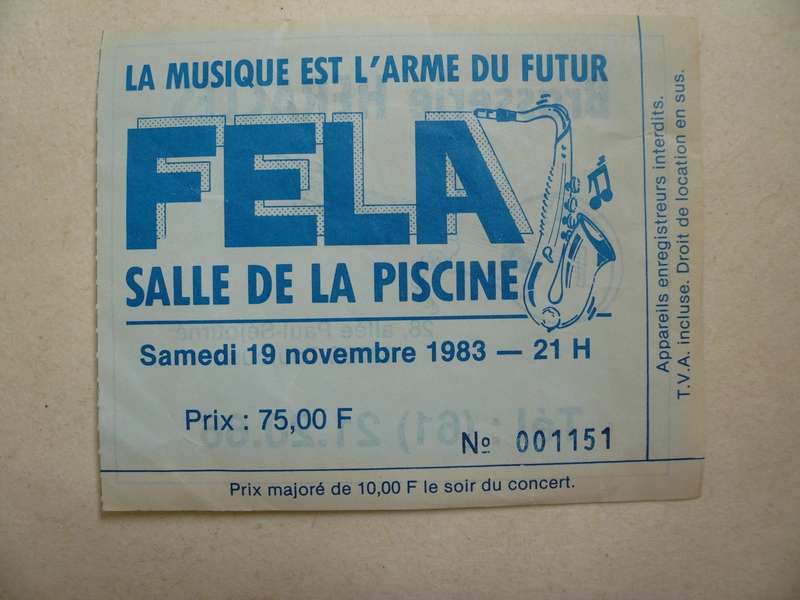 LA MUSIQUE EST L'ARME DU FUTUR
FELA
SALLE DE LA PISCINE
Samedi 19 novembre 1983 — 21 H
Prix : 75,00 F
Nº 001151
Prix majoré de 10,00 F le soir du concert.
Appareils enregistreurs interdits.
T.V.A. incluse. Droit de location en sus.